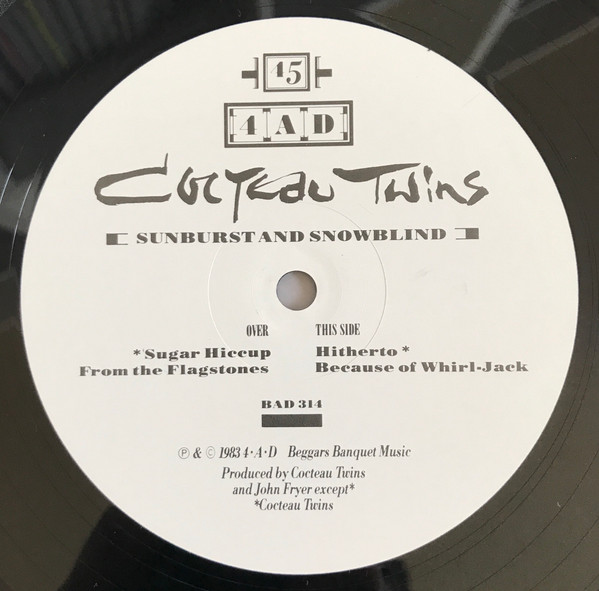 45
4AD
Cocteau Twins
SUNBURST AND SNOWBLIND
OVER THIS SIDE
*Sugar Hiccup Hitherto *
From the Flagstones Because of Whirl-Jack
BAD 314
Ⓟ & © 1983 4·A·D Beggars Banquet Music
Produced by Cocteau Twins
and John Fryer except*
*Cocteau Twins